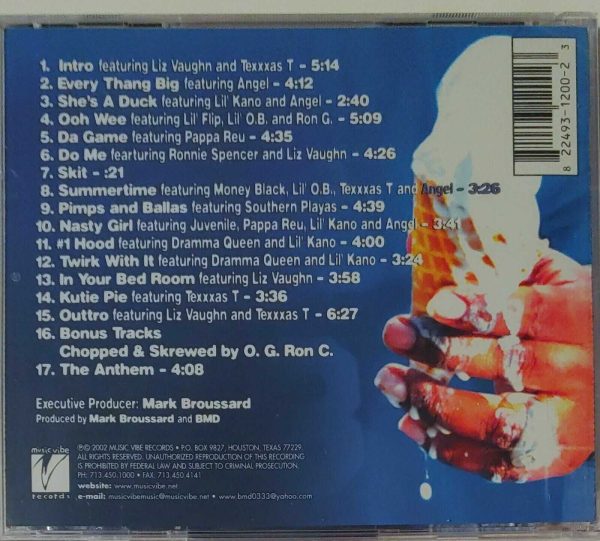 1. Intro featuring Liz Vaughn and Texxxas T - 5:14
2. Every Thang Big featuring Angel - 4:12
3. She's A Duck featuring Lil' Kano and Angel - 2:40
4. Ooh Wee featuring Lil' Flip, Lil' O.B. and Ron G. - 5:09
5. Da Game featuring Pappa Reu - 4:35
6. Do Me fearturing Ronnie Spencer and Liz Vaughn - 4:26
7. Skit - :21
8. Summertime featuring Money Black, Lil' O.B., Texxxas T and Angel - 3:26
9. Pimps and Ballas featuring Southern Playas - 4:39
10. Nasty Girl featuring Juvenile, Pappa Reu, Lil' Kano and Angel - 3:41
11. #1 Hood featuring Dramma Queen and Lil' Kano - 4:00
12. Twirk With It featuring Dramma Queen and Lil' Kano - 3:24
13. In Your Bed Room featuring Liz Vaughn - 3:58
14. Kutie Pie featuring Texxxas T - 3:36
15. Outtro featuring Liz Vaughn and Texxxas T - 6:27
16. Bonus Tracks
Chopped & Skrewed by O. G. Ron C.
17. The Anthem - 4:08
Executive Producer: Mark Broussard
Produced by Mark Broussard and BMD
music vibe
records
℗© 2002 MUSIC VIBE RECORDS • P.O. BOX 9827, HOUSTON, TEXAS 77229.
ALL RIGHTS RESERVED. UNAUTHORIZED REPRODUCTION OF THIS RECORDING
IS PROHIBITED BY FEDERAL LAW AND SUBJECT TO CRIMINAL PROSECUTION.
PH: 713.450.1000 • FAX: 713.450.4141
website: www.musicvibe.net
e-mail: musicvibemusic@musicvibe.net • www.bmd0333@yahoo.com
8 22493-1200-2 3